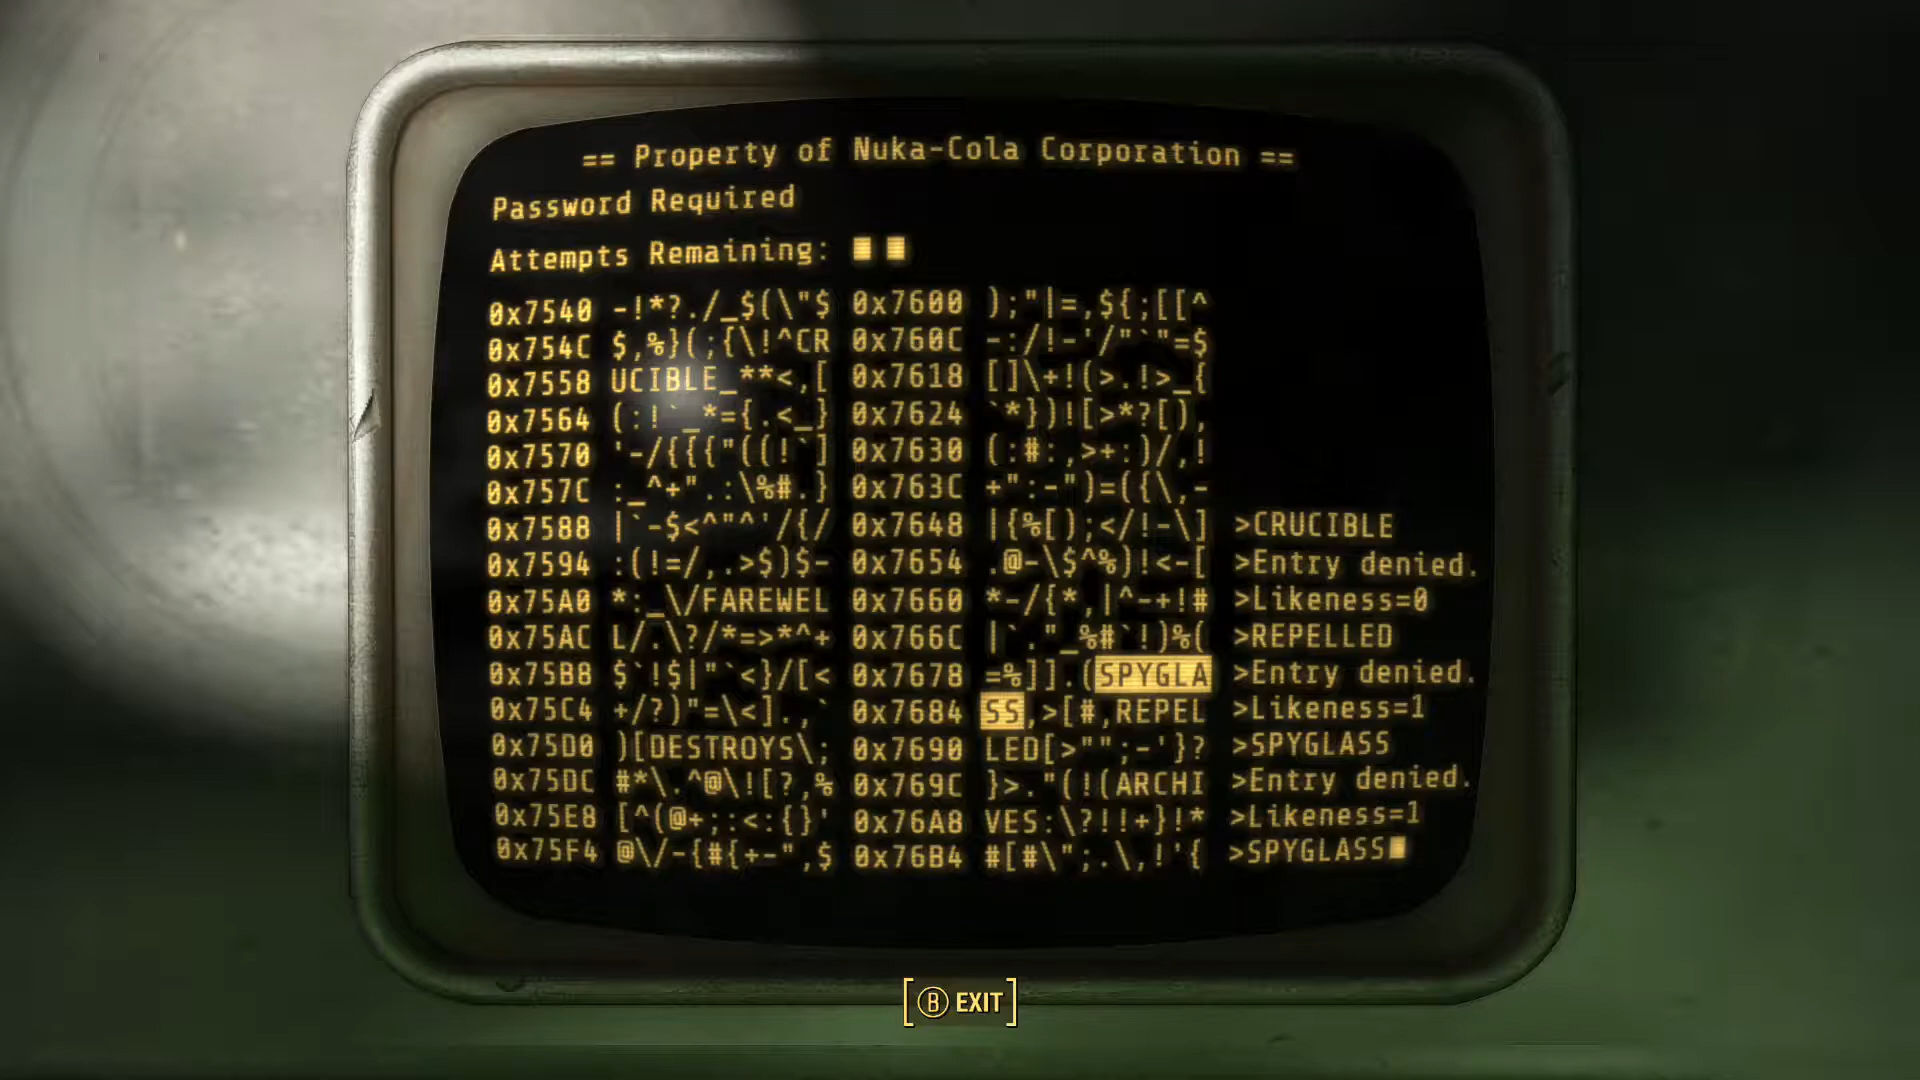 == Property of Nuka-Cola Corporation ==
Password Required
Attempts Remaining: ■ ■
0x7540 -!*?./_$(\"$ 0x7600 );"|=,${;[[^
0x754C $,%}(;{\!^CR 0x760C -:/!-'/"`"=$
0x7558 UCIBLE_**<,[ 0x7618 []\+!(>.!>_{
0x7564 (:!`_*={.<_} 0x7624 `*})![>*?[),
0x7570 '-/{{{"((!`] 0x7630 (:#:,>+:)/,!
0x757C :_^+".:\%#.} 0x763C +":-")=({\,-
0x7588 |`-$<^"^'/{/ 0x7648 |{%[);</!-\] >CRUCIBLE
0x7594 :(!=/,.>$)$- 0x7654 .@-\$^%)!<-[ >Entry denied.
0x75A0 *:_\/FAREWEL 0x7660 *-/{*,|^-+!# >Likeness=0
0x75AC L/.\?/*=>*^+ 0x766C |`."_%#`!)%( >REPELLED
0x75B8 $`!$|"`<}/[< 0x7678 =%]].(SPYGLA >Entry denied.
0x75C4 +/?)"=\<].,` 0x7684 SS,>[#,REPEL >Likeness=1
0x75D0 )[DESTROYS\; 0x7690 LED[>"";-'}? >SPYGLASS
0x75DC #*\.^@\![?,% 0x769C }>."(!(ARCHI >Entry denied.
0x75E8 [^(@+;:<:{}' 0x76A8 VES:\?!!+}!* >Likeness=1
0x75F4 @\/-{#{+-",$ 0x76B4 #[#\";.\,!'{ >SPYGLASS■
[Ⓑ EXIT]